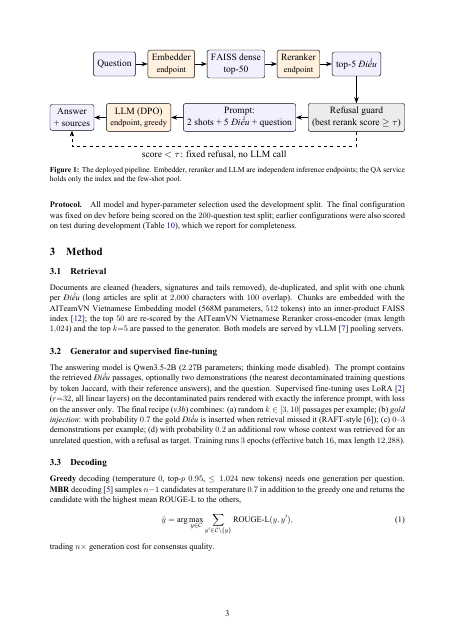 Question
Embedder
endpoint
FAISS dense
top-50
Reranker
endpoint
top-5 Điều
Answer
+ sources
LLM (DPO)
endpoint, greedy
Prompt:
2 shots + 5 Điều + question
Refusal guard
(best rerank score ≥ τ)
score < τ: fixed refusal, no LLM call
Figure 1: The deployed pipeline. Embedder, reranker and LLM are independent inference endpoints; the QA service
holds only the index and the few-shot pool.
Protocol. All model and hyper-parameter selection used the development split. The final configuration
was fixed on dev before being scored on the 200-question test split; earlier configurations were also scored
on test during development (Table 10), which we report for completeness.
3 Method
3.1 Retrieval
Documents are cleaned (headers, signatures and tails removed), de-duplicated, and split with one chunk
per Điều (long articles are split at 2,000 characters with 100 overlap). Chunks are embedded with the
AITeamVN Vietnamese Embedding model (568M parameters, 512 tokens) into an inner-product FAISS
index [12]; the top 50 are re-scored by the AITeamVN Vietnamese Reranker cross-encoder (max length
1,024) and the top k=5 are passed to the generator. Both models are served by vLLM [7] pooling servers.
3.2 Generator and supervised fine-tuning
The answering model is Qwen3.5-2B (2.27B parameters; thinking mode disabled). The prompt contains
the retrieved Điều passages, optionally two demonstrations (the nearest decontaminated training questions
by token Jaccard, with their reference answers), and the question. Supervised fine-tuning uses LoRA [2]
(r=32, all linear layers) on the decontaminated pairs rendered with exactly the inference prompt, with loss
on the answer only. The final recipe (v3b) combines: (a) random k ∈ [3, 10] passages per example; (b) gold
injection: with probability 0.7 the gold Điều is inserted when retrieval missed it (RAFT-style [6]); (c) 0–3
demonstrations per example; (d) with probability 0.2 an additional row whose context was retrieved for an
unrelated question, with a refusal as target. Training runs 3 epochs (effective batch 16, max length 12,288).
3.3 Decoding
Greedy decoding (temperature 0, top-p 0.95, ≤ 1,024 new tokens) needs one generation per question.
MBR decoding [5] samples n−1 candidates at temperature 0.7 in addition to the greedy one and returns the
candidate with the highest mean ROUGE-L to the others,
ŷ = arg max y∈C ∑ y′∈C\{y} ROUGE-L(y, y′), (1)
trading n× generation cost for consensus quality.
3